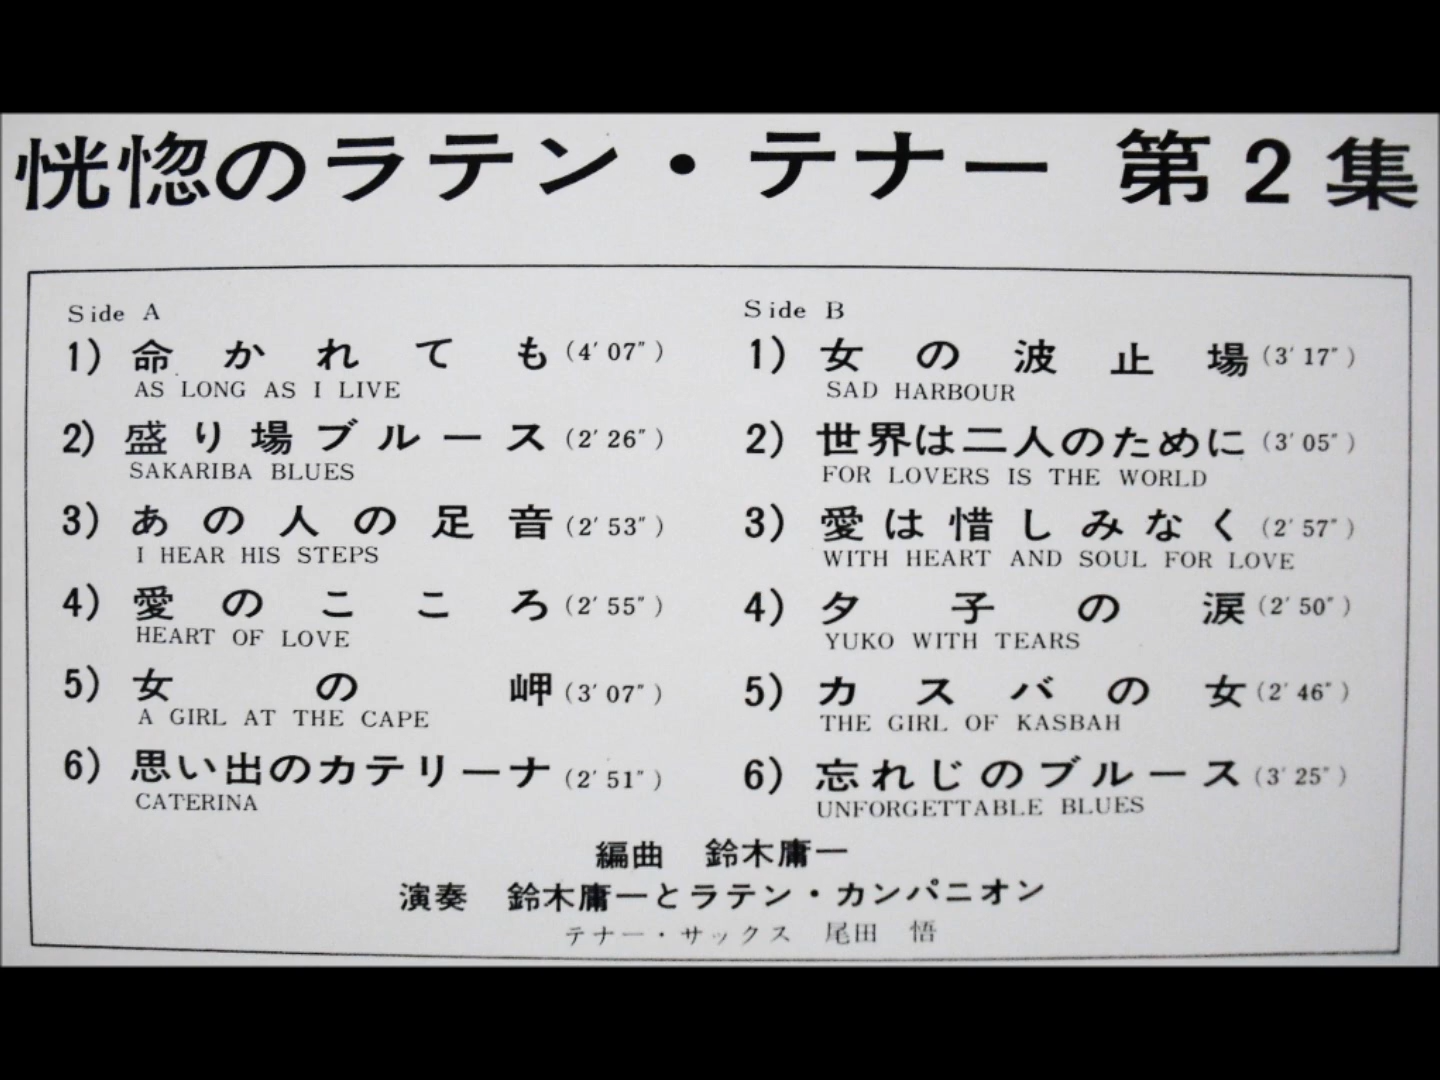 恍惚のラテン・テナー 第2集
Side A
1) 命かれても (4′07″)
AS LONG AS I LIVE
2) 盛り場ブルース (2′26″)
SAKARIBA BLUES
3) あの人の足音 (2′53″)
I HEAR HIS STEPS
4) 愛のこころ (2′55″)
HEART OF LOVE
5) 女の岬 (3′07″)
A GIRL AT THE CAPE
6) 思い出のカテリーナ (2′51″)
CATERINA
Side B
1) 女の波止場 (3′17″)
SAD HARBOUR
2) 世界は二人のために (3′05″)
FOR LOVERS IS THE WORLD
3) 愛は惜しみなく (2′57″)
WITH HEART AND SOUL FOR LOVE
4) 夕子の涙 (2′50″)
YUKO WITH TEARS
5) カスバの女 (2′46″)
THE GIRL OF KASBAH
6) 忘れじのブルース (3′25″)
UNFORGETTABLE BLUES
編曲 鈴木庸一
演奏 鈴木庸一とラテン・カンパニオン
テナー・サックス 尾田 悟